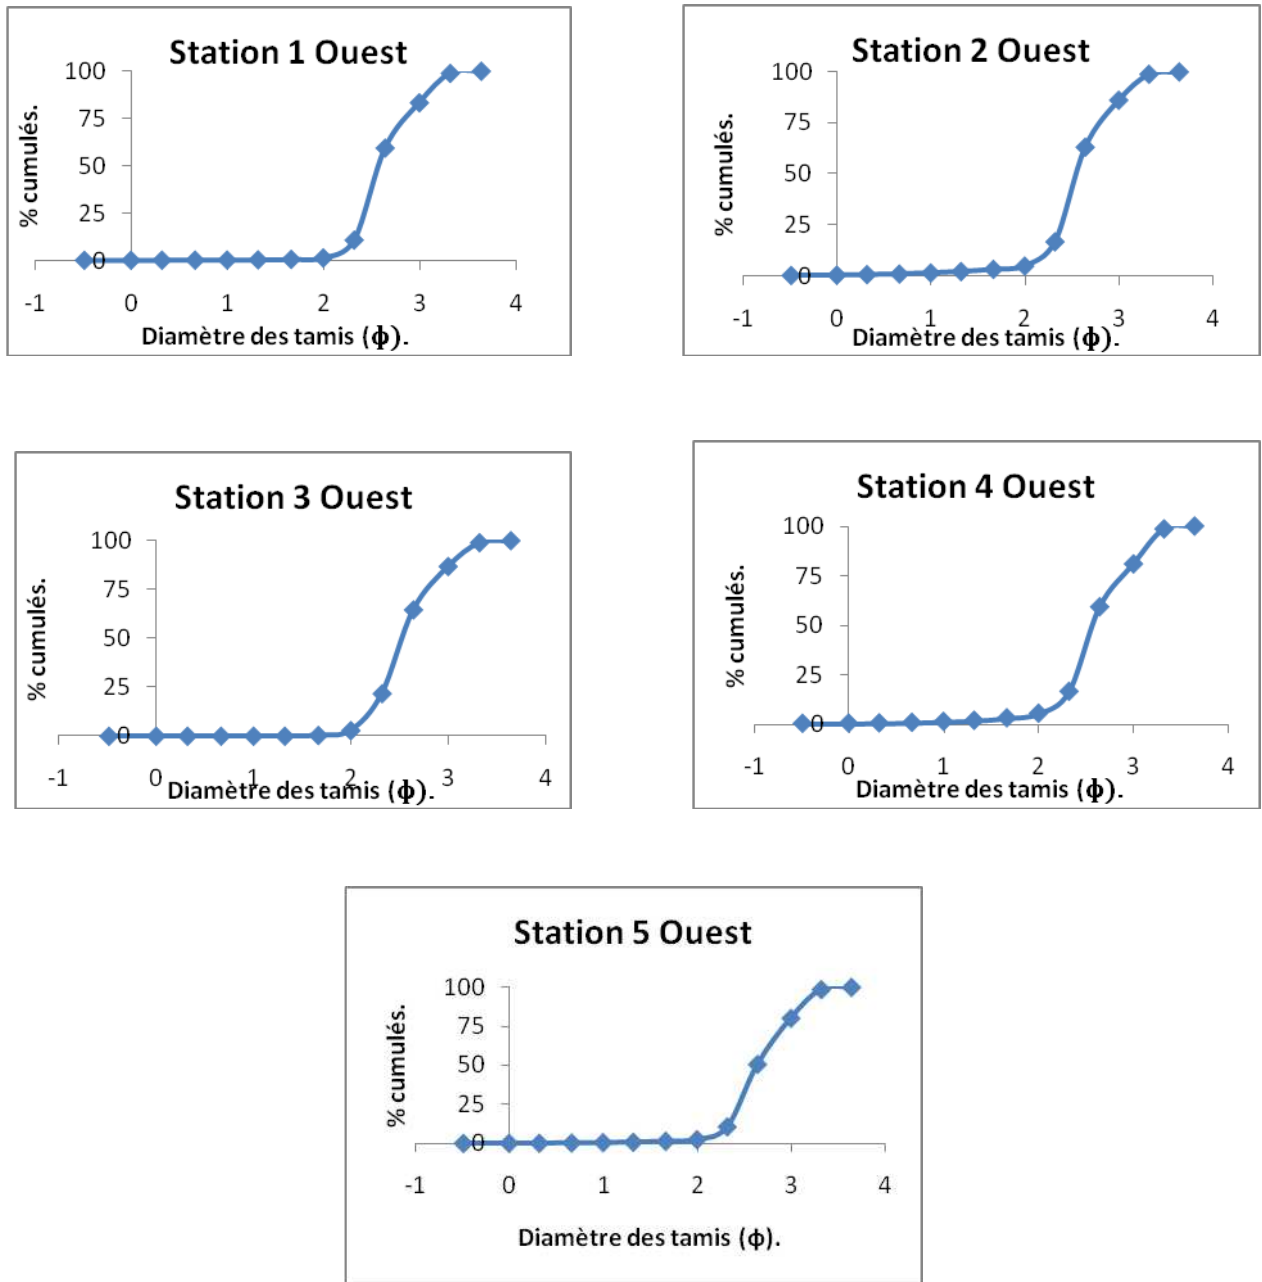 Station 1 Ouest
100
75
50
25
0
-1 0 1 2 3 4
% cumulés.
Diamètre des tamis (ϕ).
Station 2 Ouest
100
75
50
25
0
-1 0 1 2 3 4
% cumulés.
Diamètre des tamis (ϕ).
Station 3 Ouest
100
75
50
25
0
-1 0 1 2 3 4
% cumulés.
Diamètre des tamis (ϕ).
Station 4 Ouest
100
75
50
25
0
-1 0 1 2 3 4
% cumulés.
Diamètre des tamis (ϕ).
Station 5 Ouest
100
75
50
25
0
-1 0 1 2 3 4
% cumulés.
Diamètre des tamis (ϕ).